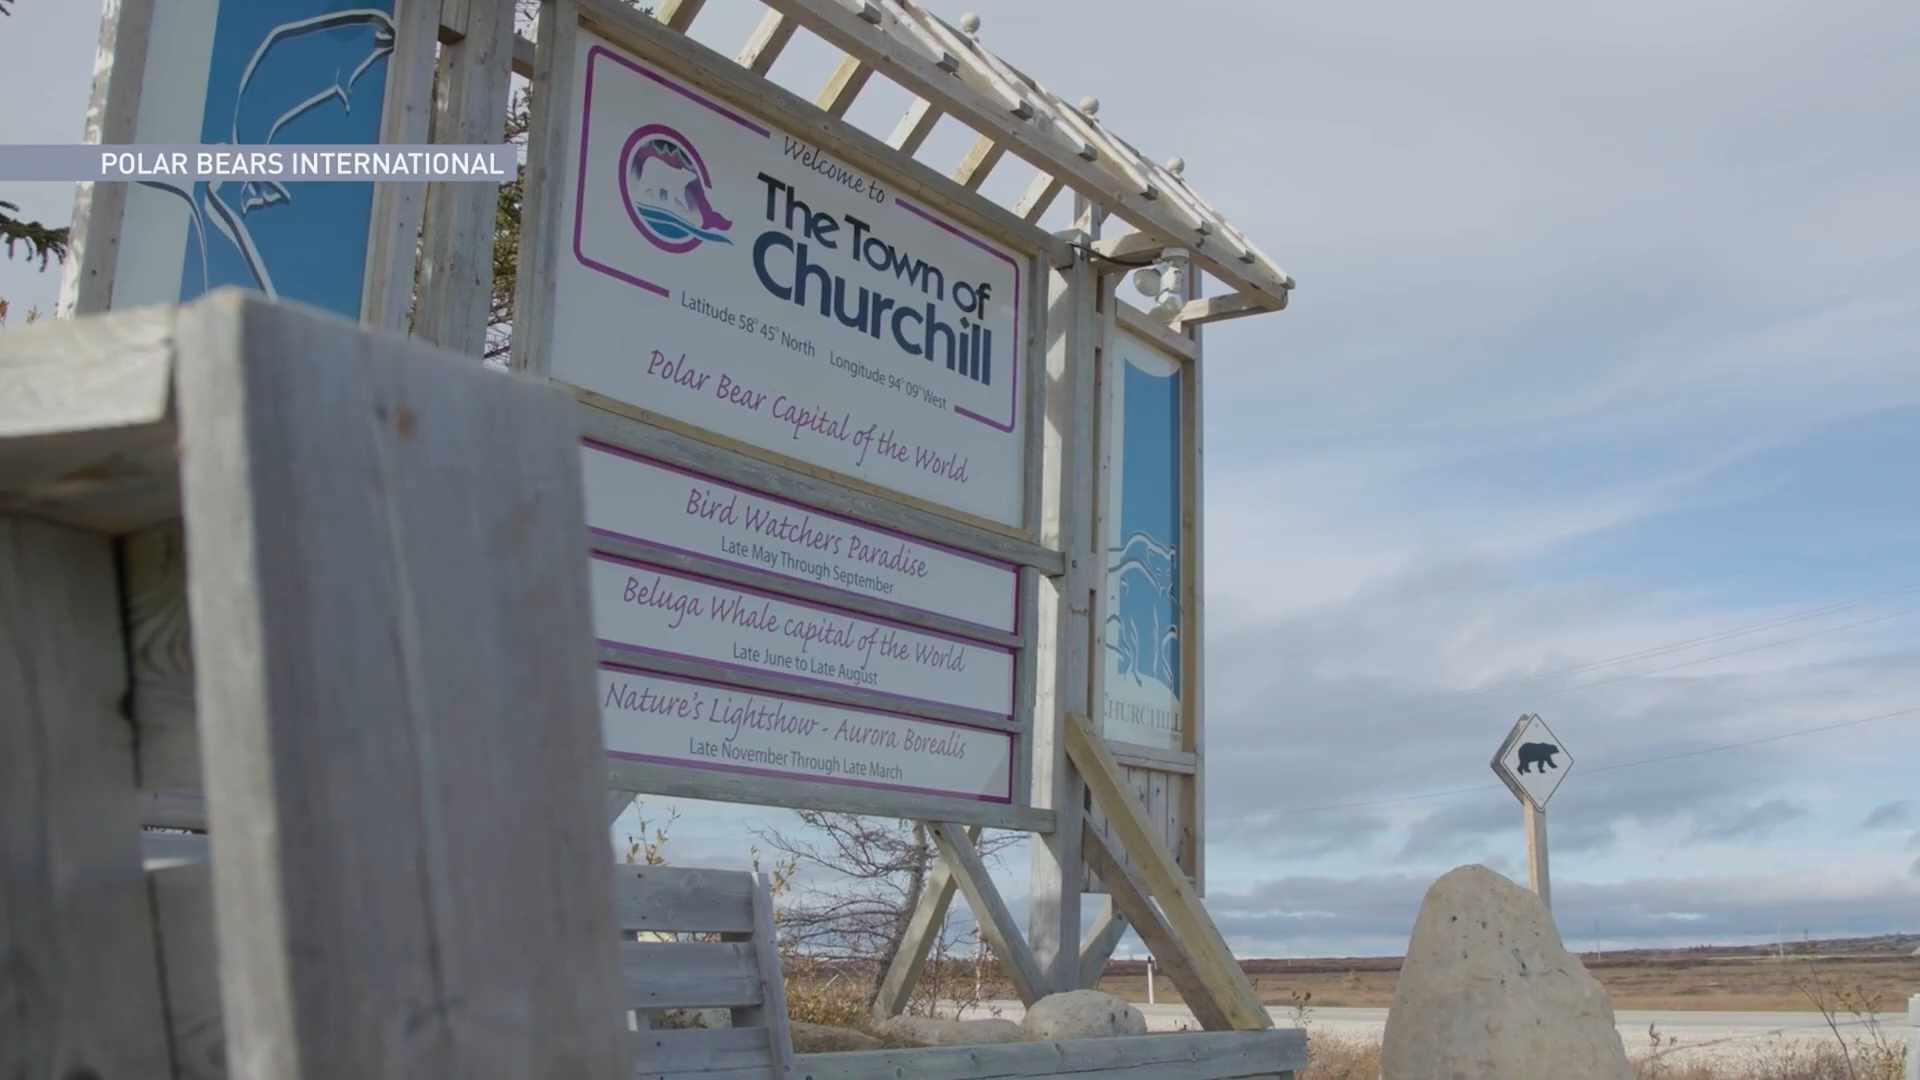 POLAR BEARS INTERNATIONAL
Welcome to
The Town of
Churchill
Latitude 58° 45' North Longitude 94° 09' West
Polar Bear Capital of the World
Bird Watchers Paradise
Late May Through September
Beluga Whale capital of the World
Late June to Late August
Nature's Lightshow - Aurora Borealis
Late November Through Late March
CHURCHILL